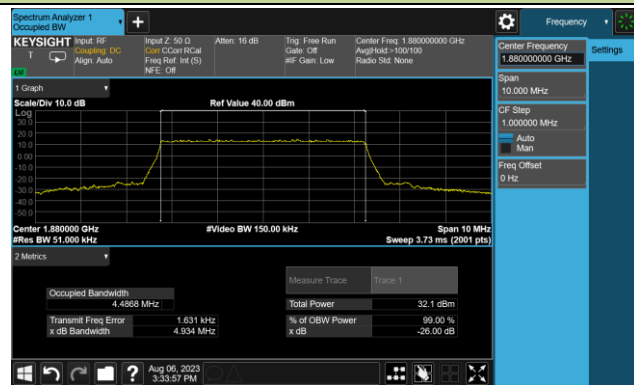 Spectrum Analyzer 1
Occupied BW
+
Frequency
KEYSIGHT
Input: RF
Coupling: DC
Align: Auto
Input Z: 50 Ω
Corr CCorr RCal
Freq Ref: Int (S)
NFE: Off
Atten: 16 dB
Trig: Free Run
Gate: Off
#IF Gain: Low
Center Freq: 1.880000000 GHz
Avg|Hold:>100/100
Radio Std: None
T
Center Frequency
1.880000000 GHz
Settings
Span
10.000 MHz
CF Step
1.000000 MHz
Auto
Man
Freq Offset
0 Hz
1 Graph
Scale/Div 10.0 dB
Ref Value 40.00 dBm
Log
30.0
20.0
10.0
0.00
-10.0
-20.0
-30.0
-40.0
-50.0
Center 1.880000 GHz
#Res BW 51.000 kHz
#Video BW 150.00 kHz
Span 10 MHz
Sweep 3.73 ms (2001 pts)
2 Metrics
Measure Trace
Trace 1
Occupied Bandwidth
4.4868 MHz
Total Power
32.1 dBm
Transmit Freq Error
1.631 kHz
% of OBW Power
99.00 %
x dB Bandwidth
4.934 MHz
x dB
-26.00 dB
?
Aug 06, 2023
3:33:57 PM